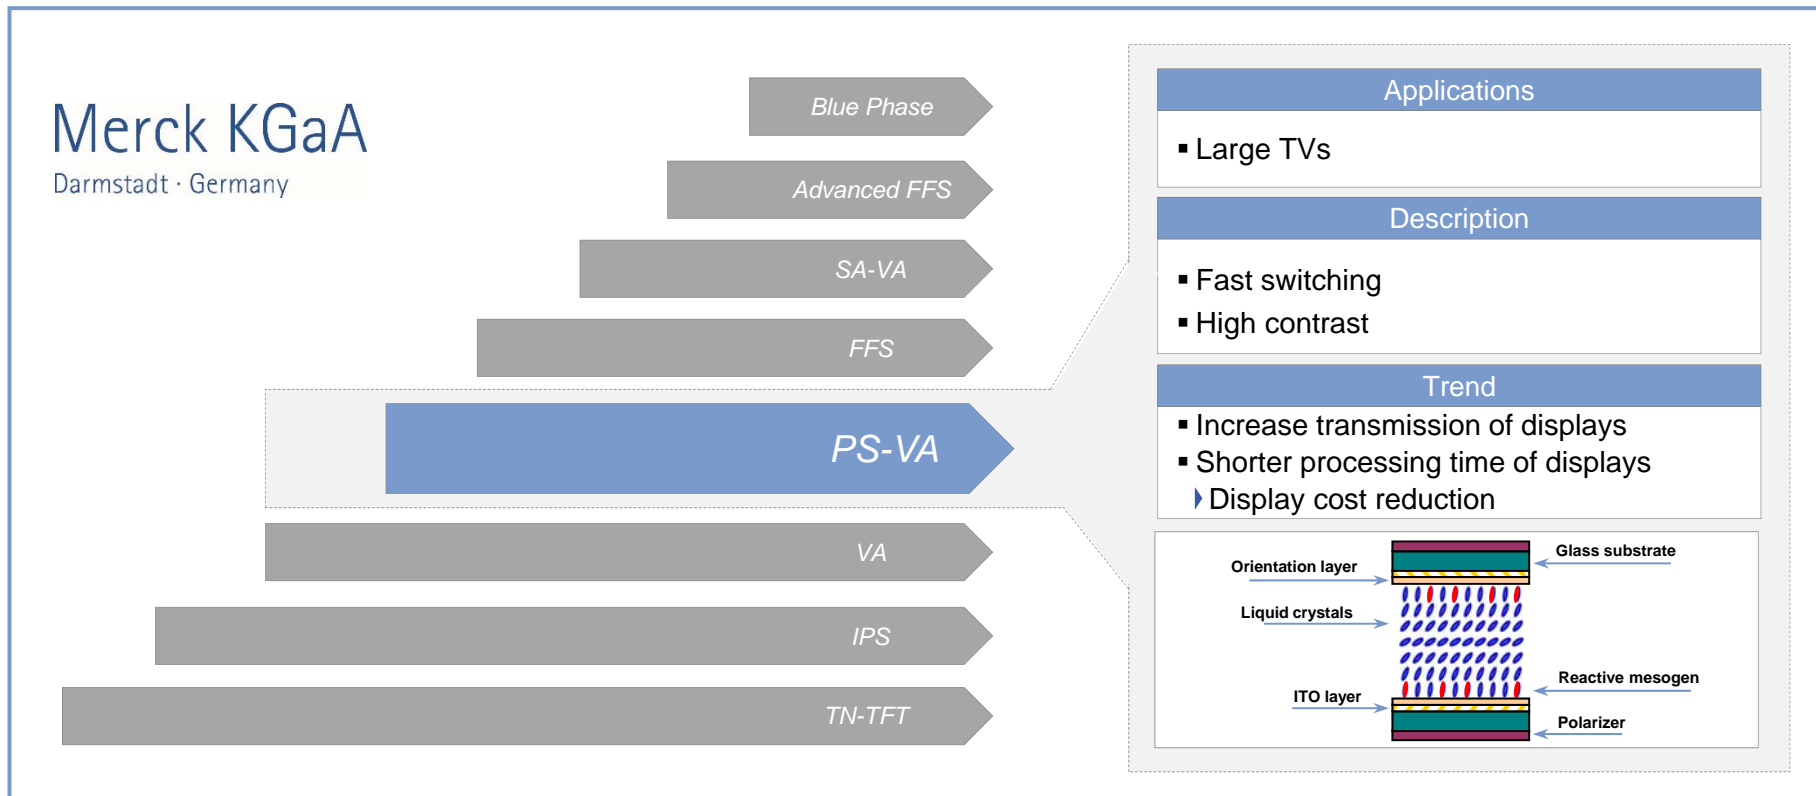 Merck KGaA
Darmstadt · Germany
Blue Phase
Advanced FFS
SA-VA
FFS
PS-VA
VA
IPS
TN-TFT
Applications
▪ Large TVs
Description
▪ Fast switching
▪ High contrast
Trend
▪ Increase transmission of displays
▪ Shorter processing time of displays
Display cost reduction
Glass substrate
Orientation layer
Liquid crystals
Reactive mesogen
ITO layer
Polarizer